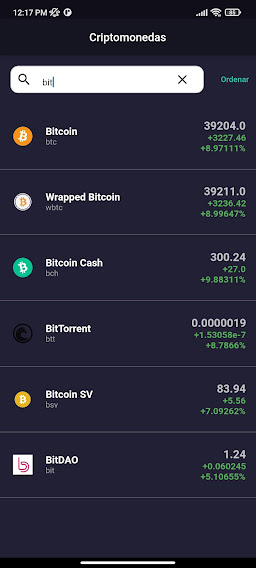 12:17 PM
85
Criptomonedas
bit
Ordenar
Bitcoin
btc
39204.0
+3227.46
+8.97111%
Wrapped Bitcoin
wbtc
39211.0
+3236.42
+8.99647%
Bitcoin Cash
bch
300.24
+27.0
+9.88311%
BitTorrent
btt
0.0000019
+1.53058e-7
+8.7866%
Bitcoin SV
bsv
83.94
+5.56
+7.09262%
BitDAO
bit
1.24
+0.060245
+5.10655%